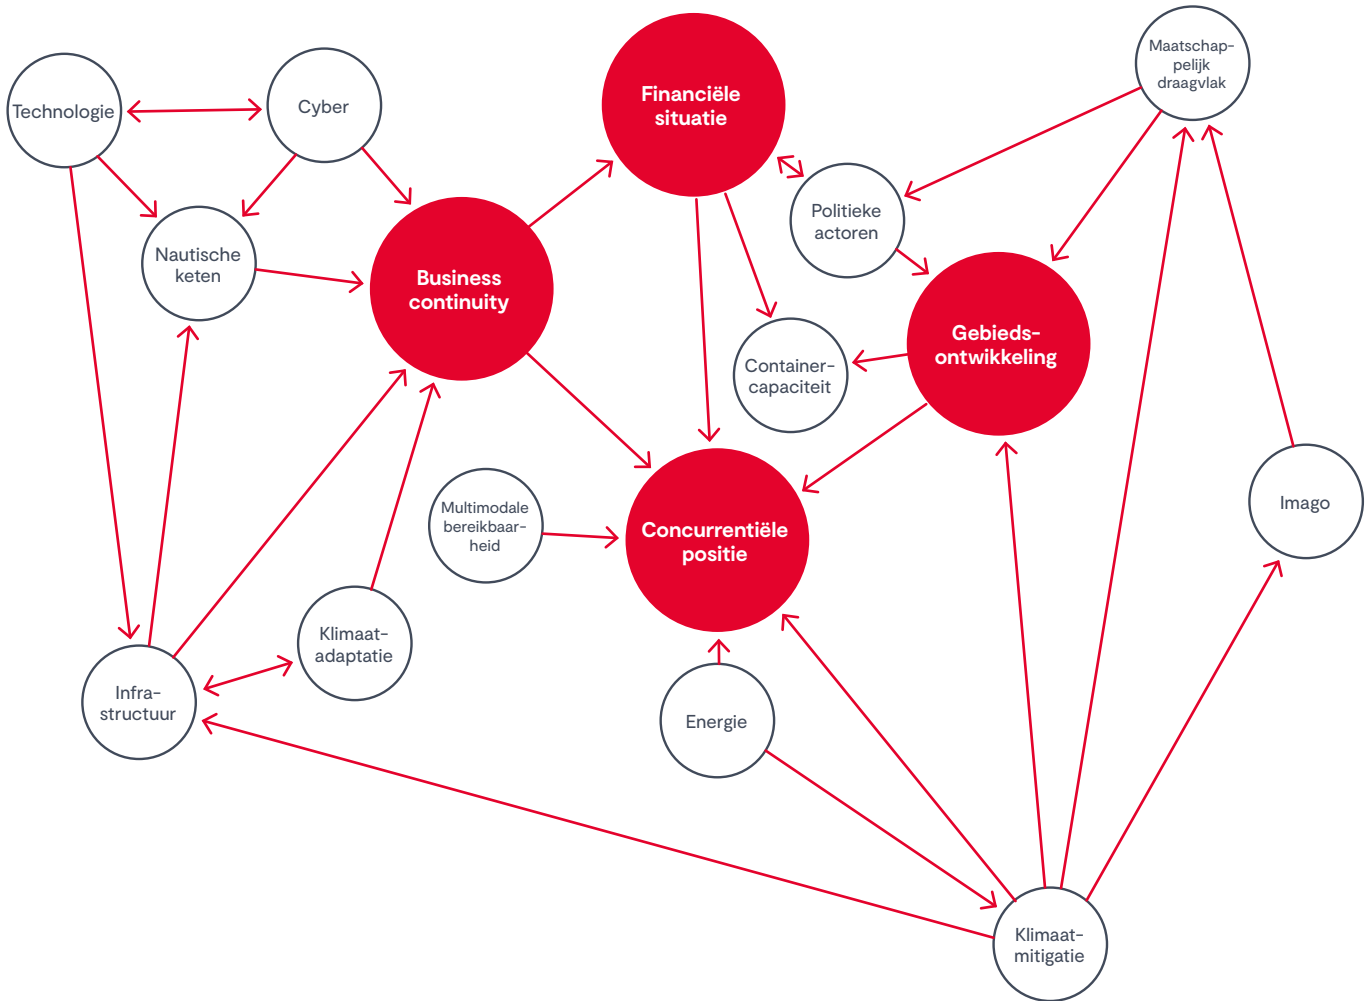 Maatschap-
pelijk
draagvlak
Technologie
Cyber
Financiële
situatie
Politieke
actoren
Nautische
keten
Business
continuity
Gebieds-
ontwikkeling
Container-
capaciteit
Multimodale
bereikbaar-
heid
Concurrentiële
positie
Imago
Klimaat-
adaptatie
Infra-
structuur
Energie
Klimaat-
mitigatie